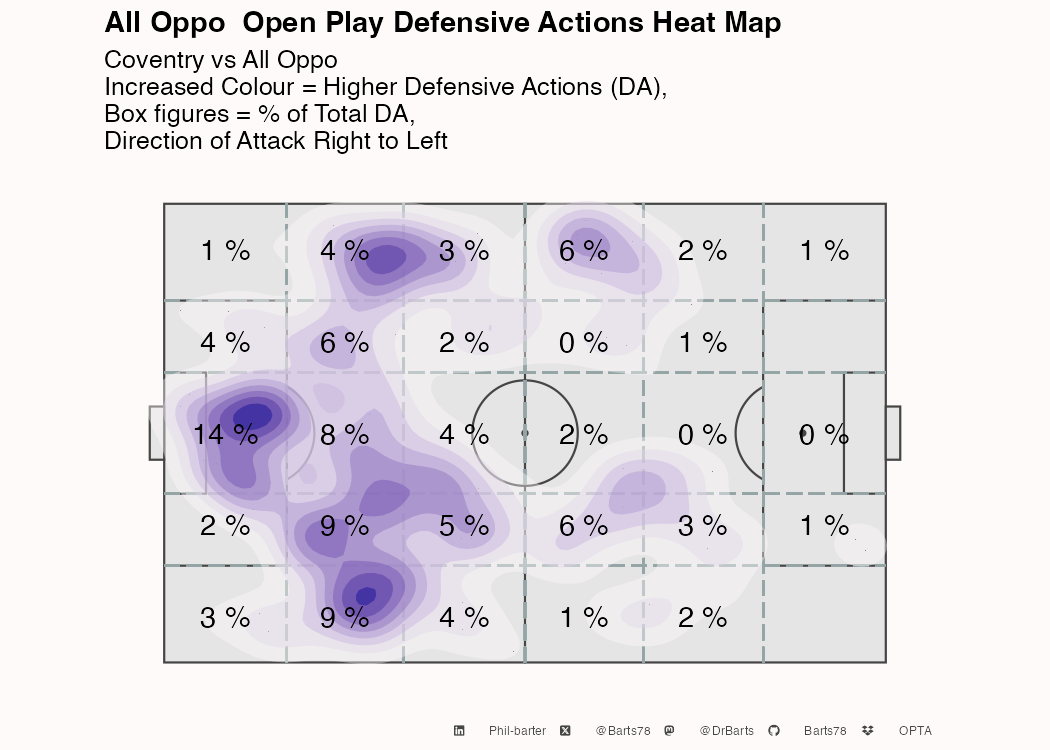 All Oppo  Open Play Defensive Actions Heat Map
Coventry vs All Oppo
Increased Colour = Higher Defensive Actions (DA),
Box figures = % of Total DA,
Direction of Attack Right to Left
1 % 4 % 3 % 6 % 2 % 1 %
4 % 6 % 2 % 0 % 1 %
14 % 8 % 4 % 2 % 0 % 0 %
2 % 9 % 5 % 6 % 3 % 1 %
3 % 9 % 4 % 1 % 2 %
Phil-barter @Barts78 @DrBarts Barts78 OPTA